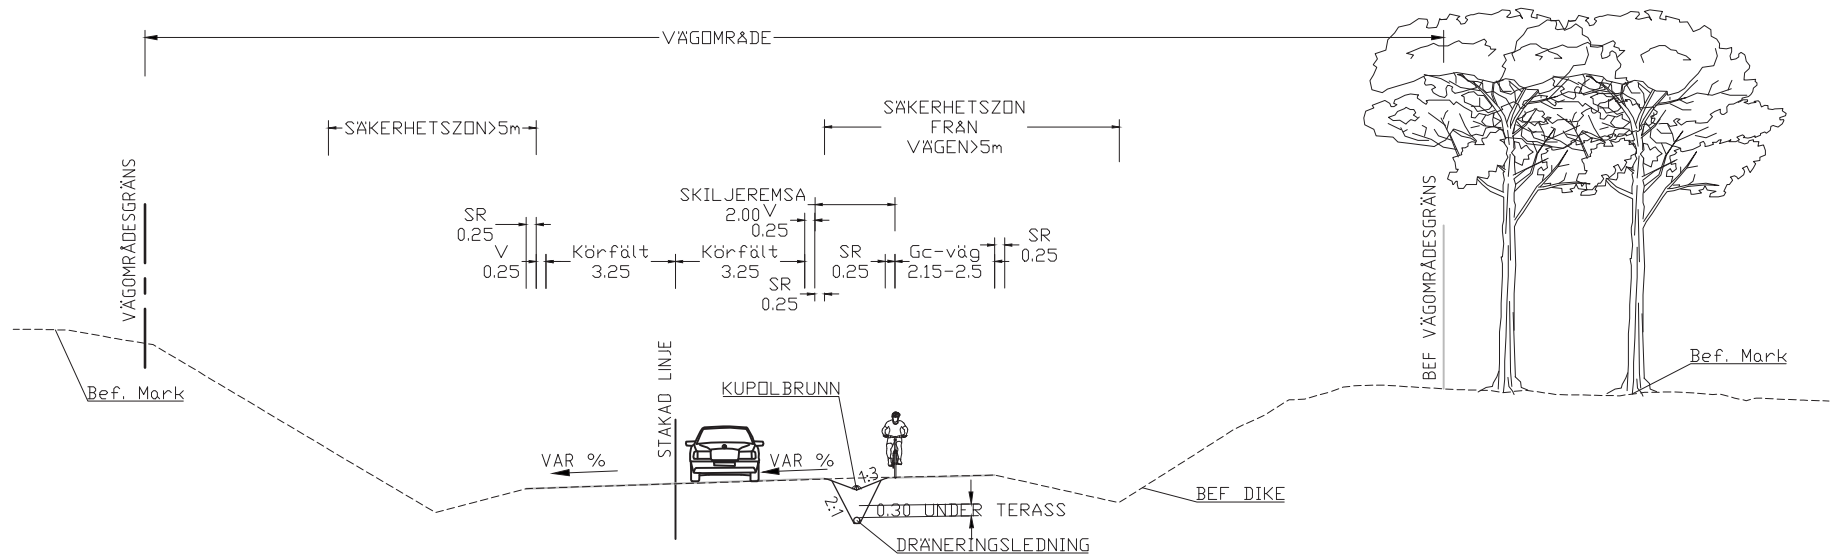 VÄGOMRÅDE
SÄKERHETSZON
FRÅN
VÄGEN>5m
SÄKERHETSZON>5m
VÄGOMRÅDESGRÄNS
BEF VÄGOMRÅDESGRÄNS
SKILJEREMSA
2.00 V
0.25
SR
0.25
V
0.25
Körfält
3.25
Körfält
3.25
SR
0.25
SR
0.25
Gc-väg
2.15-2.5
SR
0.25
STAKAD LINJE
Bef. Mark
Bef. Mark
KUPOLBRUNN
VAR %
VAR %
1:3
2:1
0.30 UNDER TERASS
BEF DIKE
DRÄNERINGSLEDNING